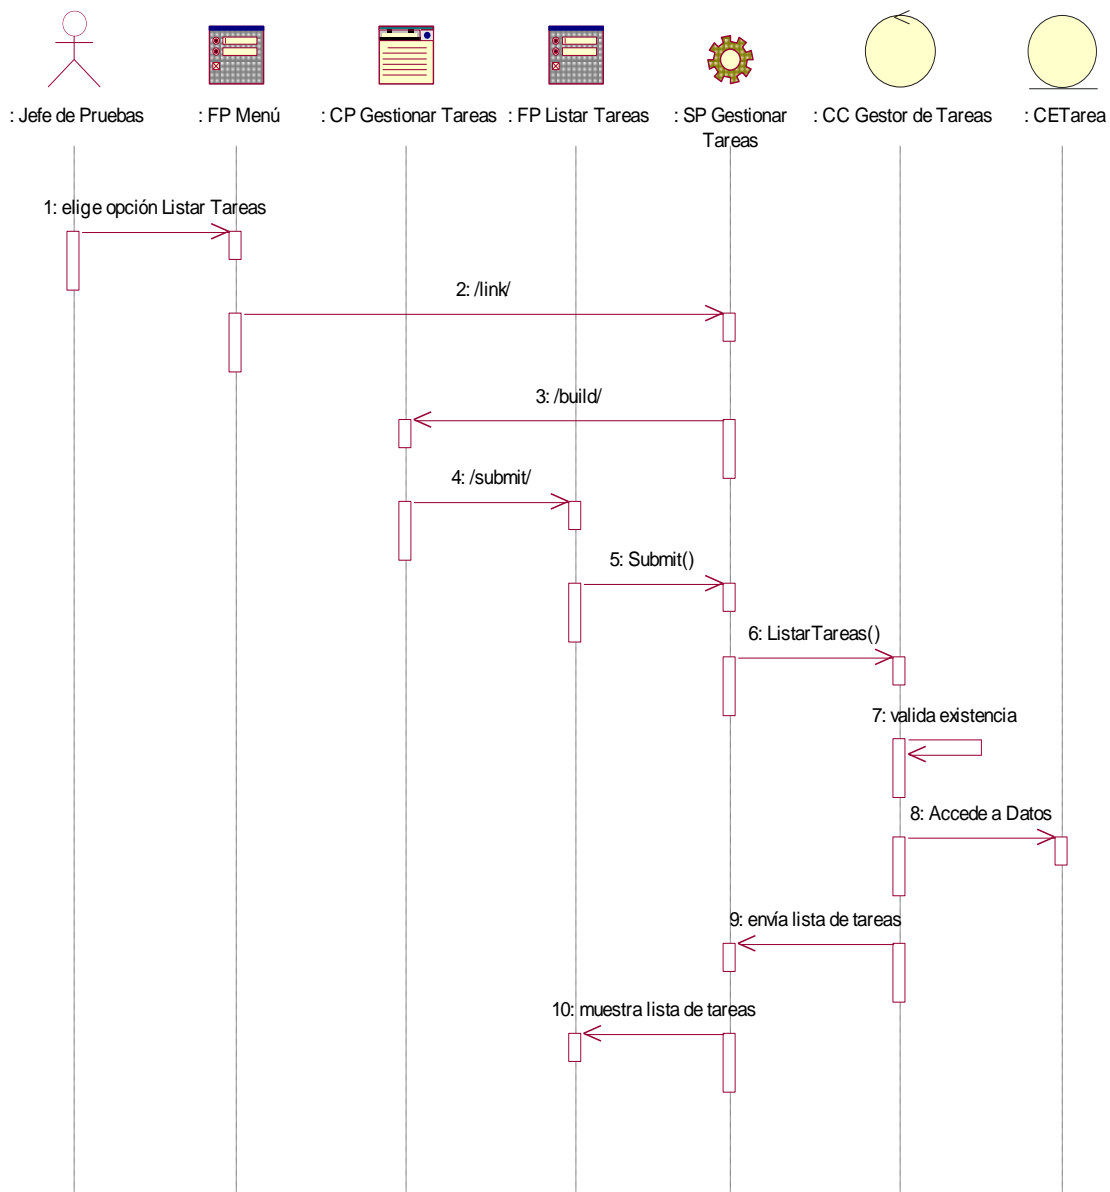 : Jefe de Pruebas
: FP Menú
: CP Gestionar Tareas
: FP Listar Tareas
: SP Gestionar
Tareas
: CC Gestor de Tareas
: CETarea
1: elige opción Listar Tareas
2: /link/
3: /build/
4: /submit/
5: Submit()
6: ListarTareas()
7: valida existencia
8: Accede a Datos
9: envía lista de tareas
10: muestra lista de tareas